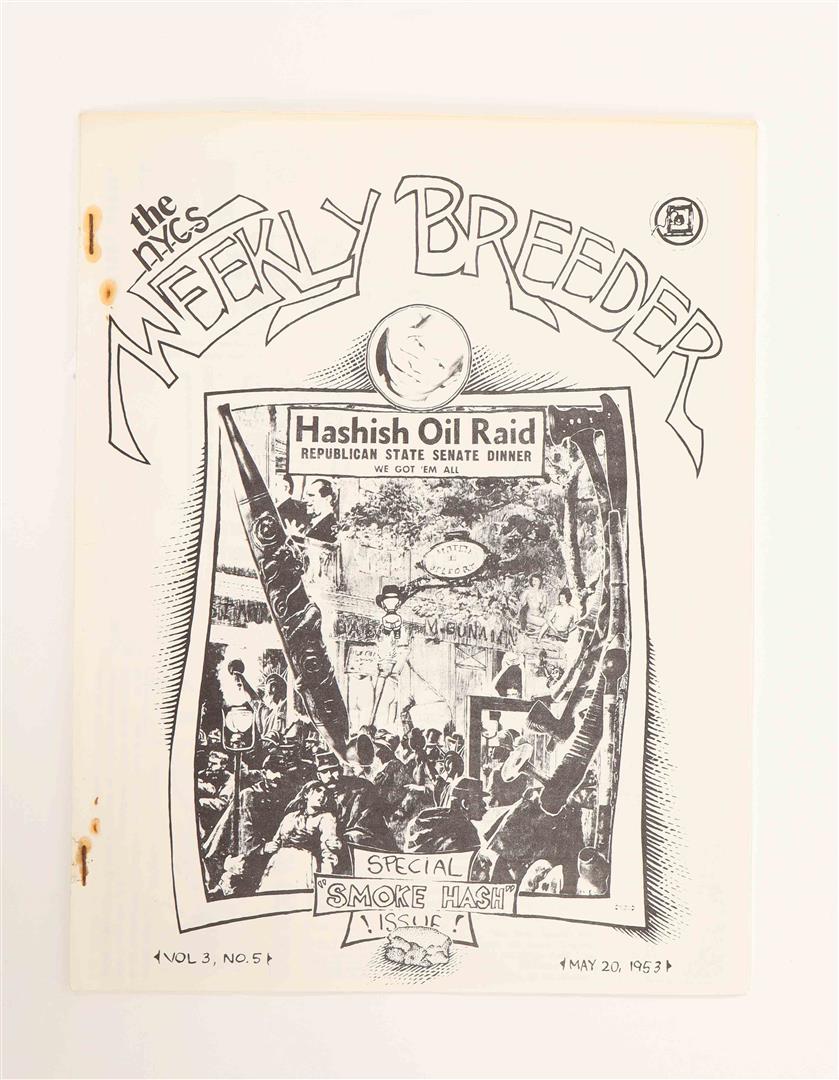 the
NYCS
WEEKLY BREEDER
Hashish Oil Raid
REPUBLICAN STATE SENATE DINNER
WE GOT 'EM ALL
SPECIAL
"SMOKE HASH"
! ISSUE !
VOL 3, NO. 5
MAY 20, 1953